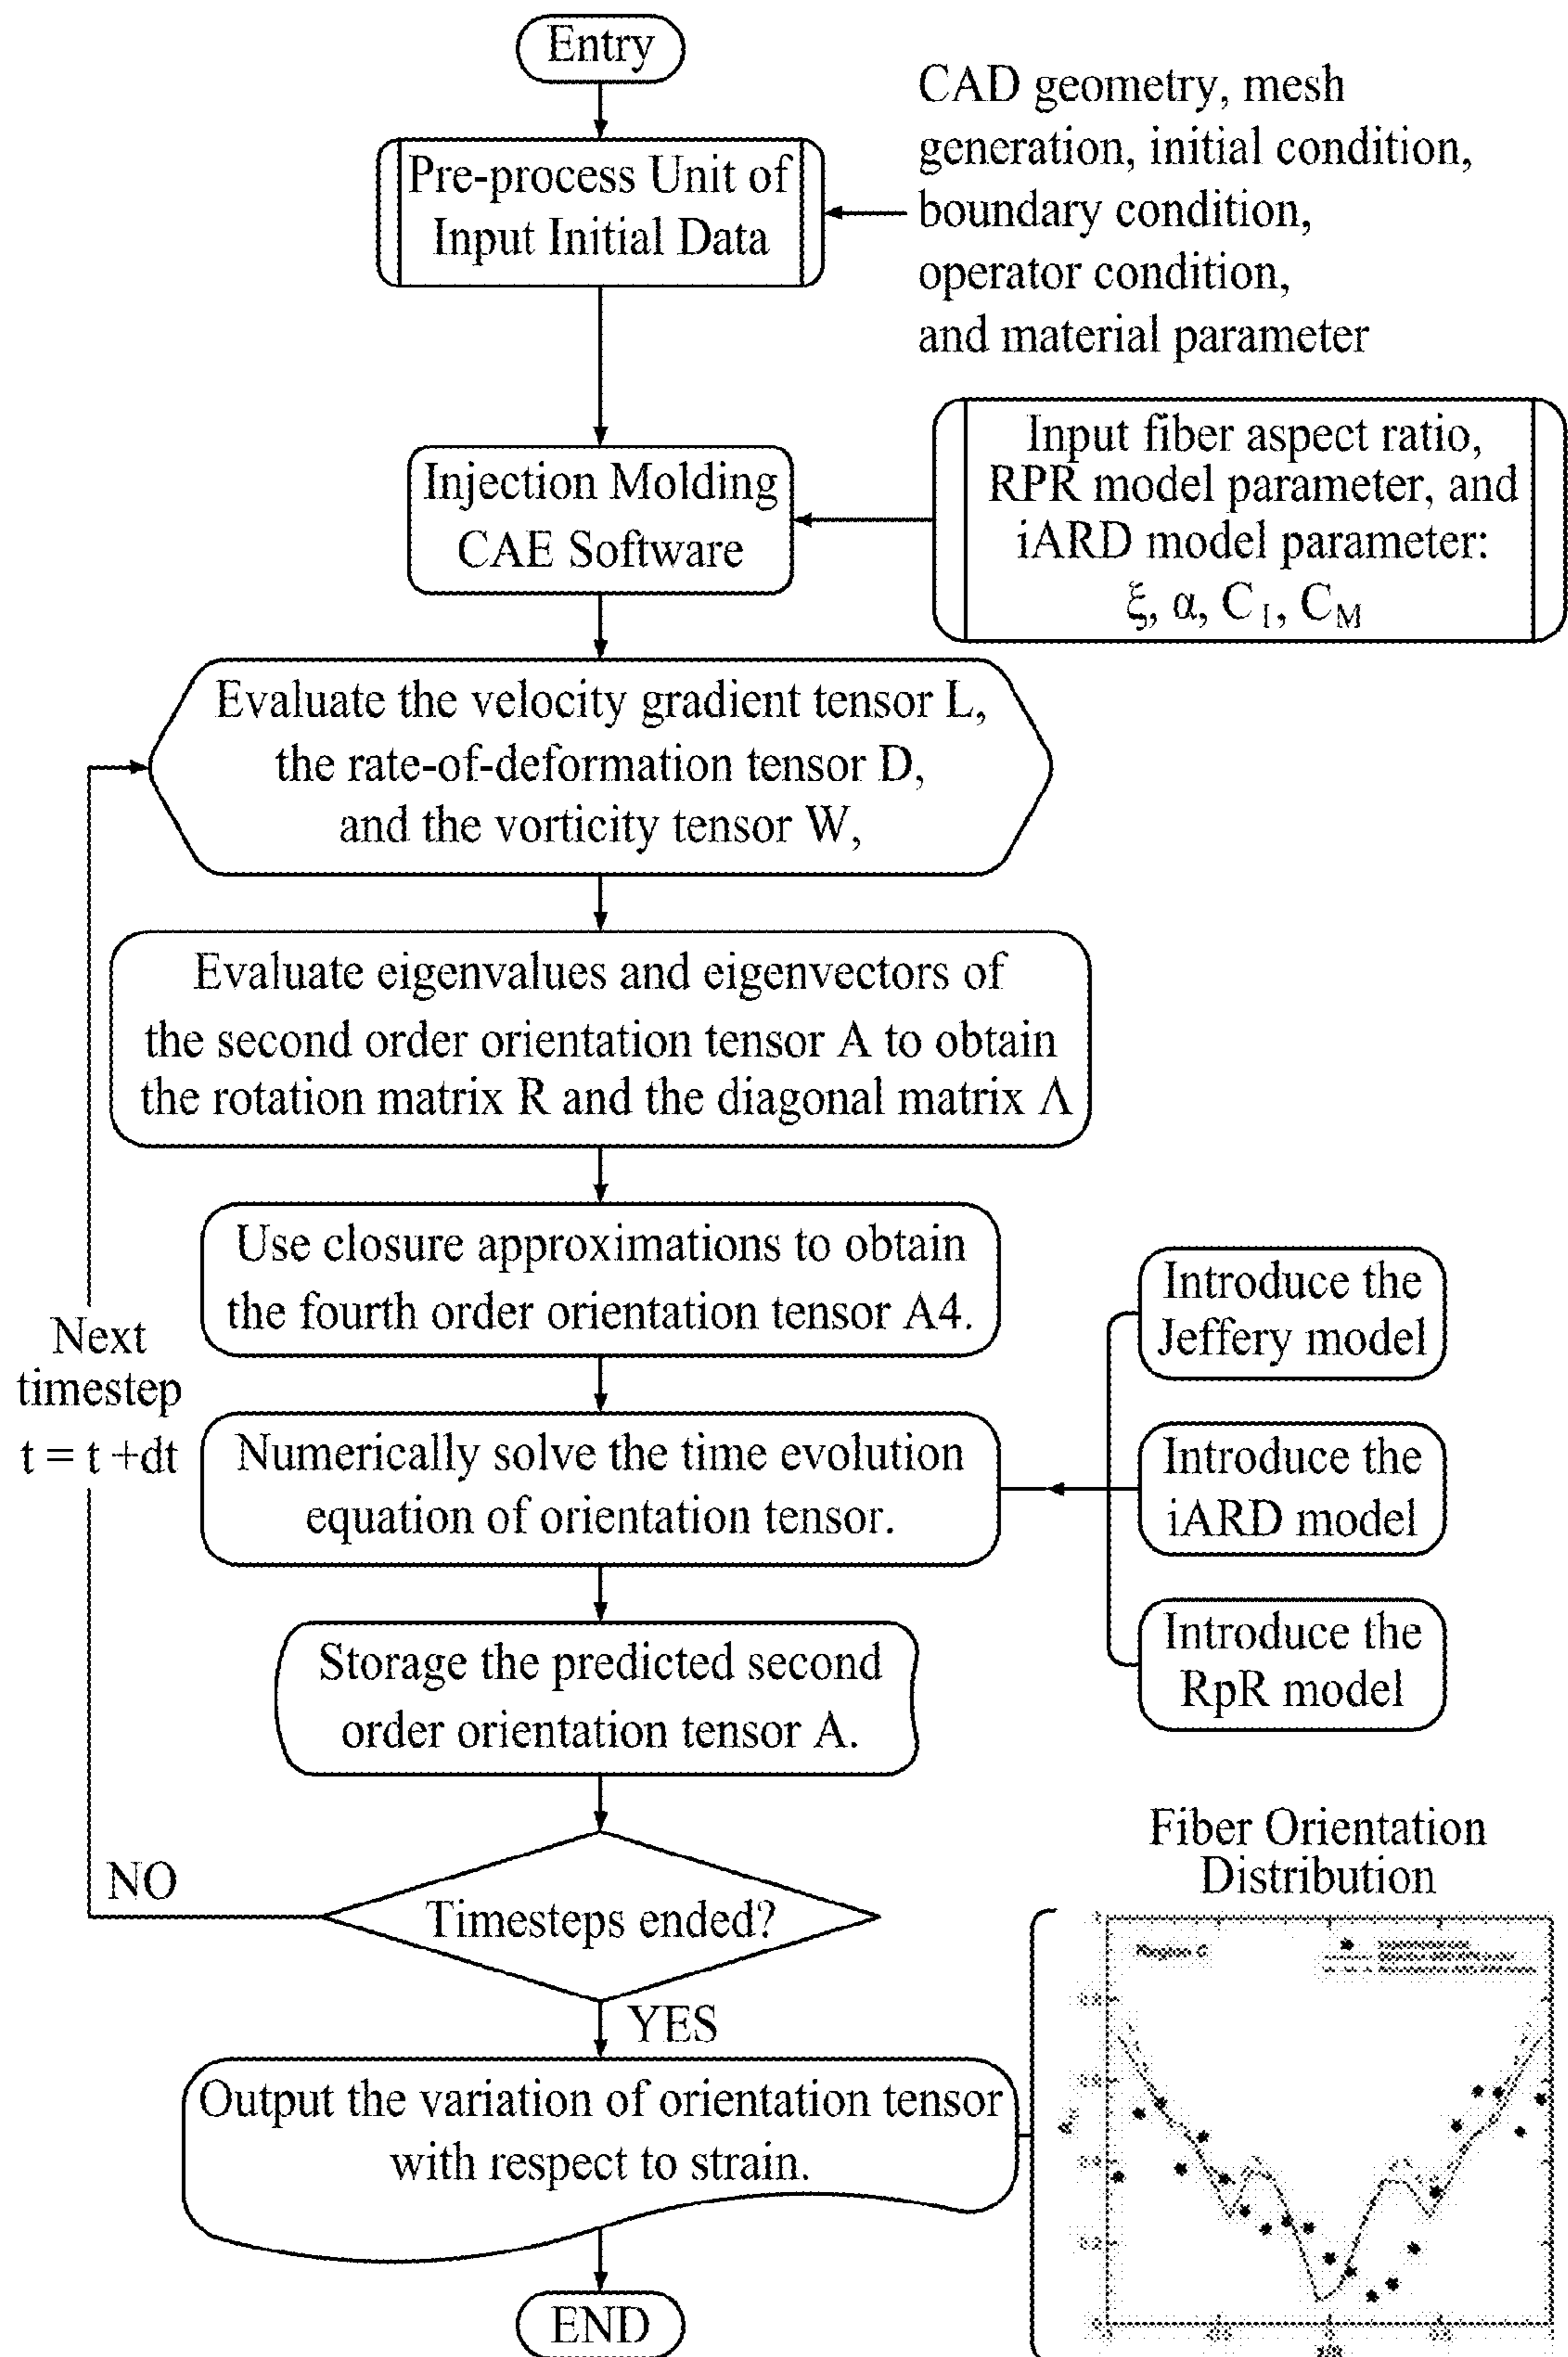 Entry
CAD geometry, mesh
generation, initial condition,
boundary condition,
operator condition,
and material parameter
Pre-process Unit of
Input Initial Data
Input fiber aspect ratio,
RPR model parameter, and
iARD model parameter:
ξ, α, C I, C M
Injection Molding
CAE Software
Evaluate the velocity gradient tensor L,
the rate-of-deformation tensor D,
and the vorticity tensor W,
Evaluate eigenvalues and eigenvectors of
the second order orientation tensor A to obtain
the rotation matrix R and the diagonal matrix Λ
Use closure approximations to obtain
the fourth order orientation tensor A4.
Next
timestep
t = t +dt
Numerically solve the time evolution
equation of orientation tensor.
Introduce the
Jeffery model
Introduce the
iARD model
Introduce the
RpR model
Storage the predicted second
order orientation tensor A.
Timesteps ended?
NO
YES
Output the variation of orientation tensor
with respect to strain.
Fiber Orientation
Distribution
Region C
END